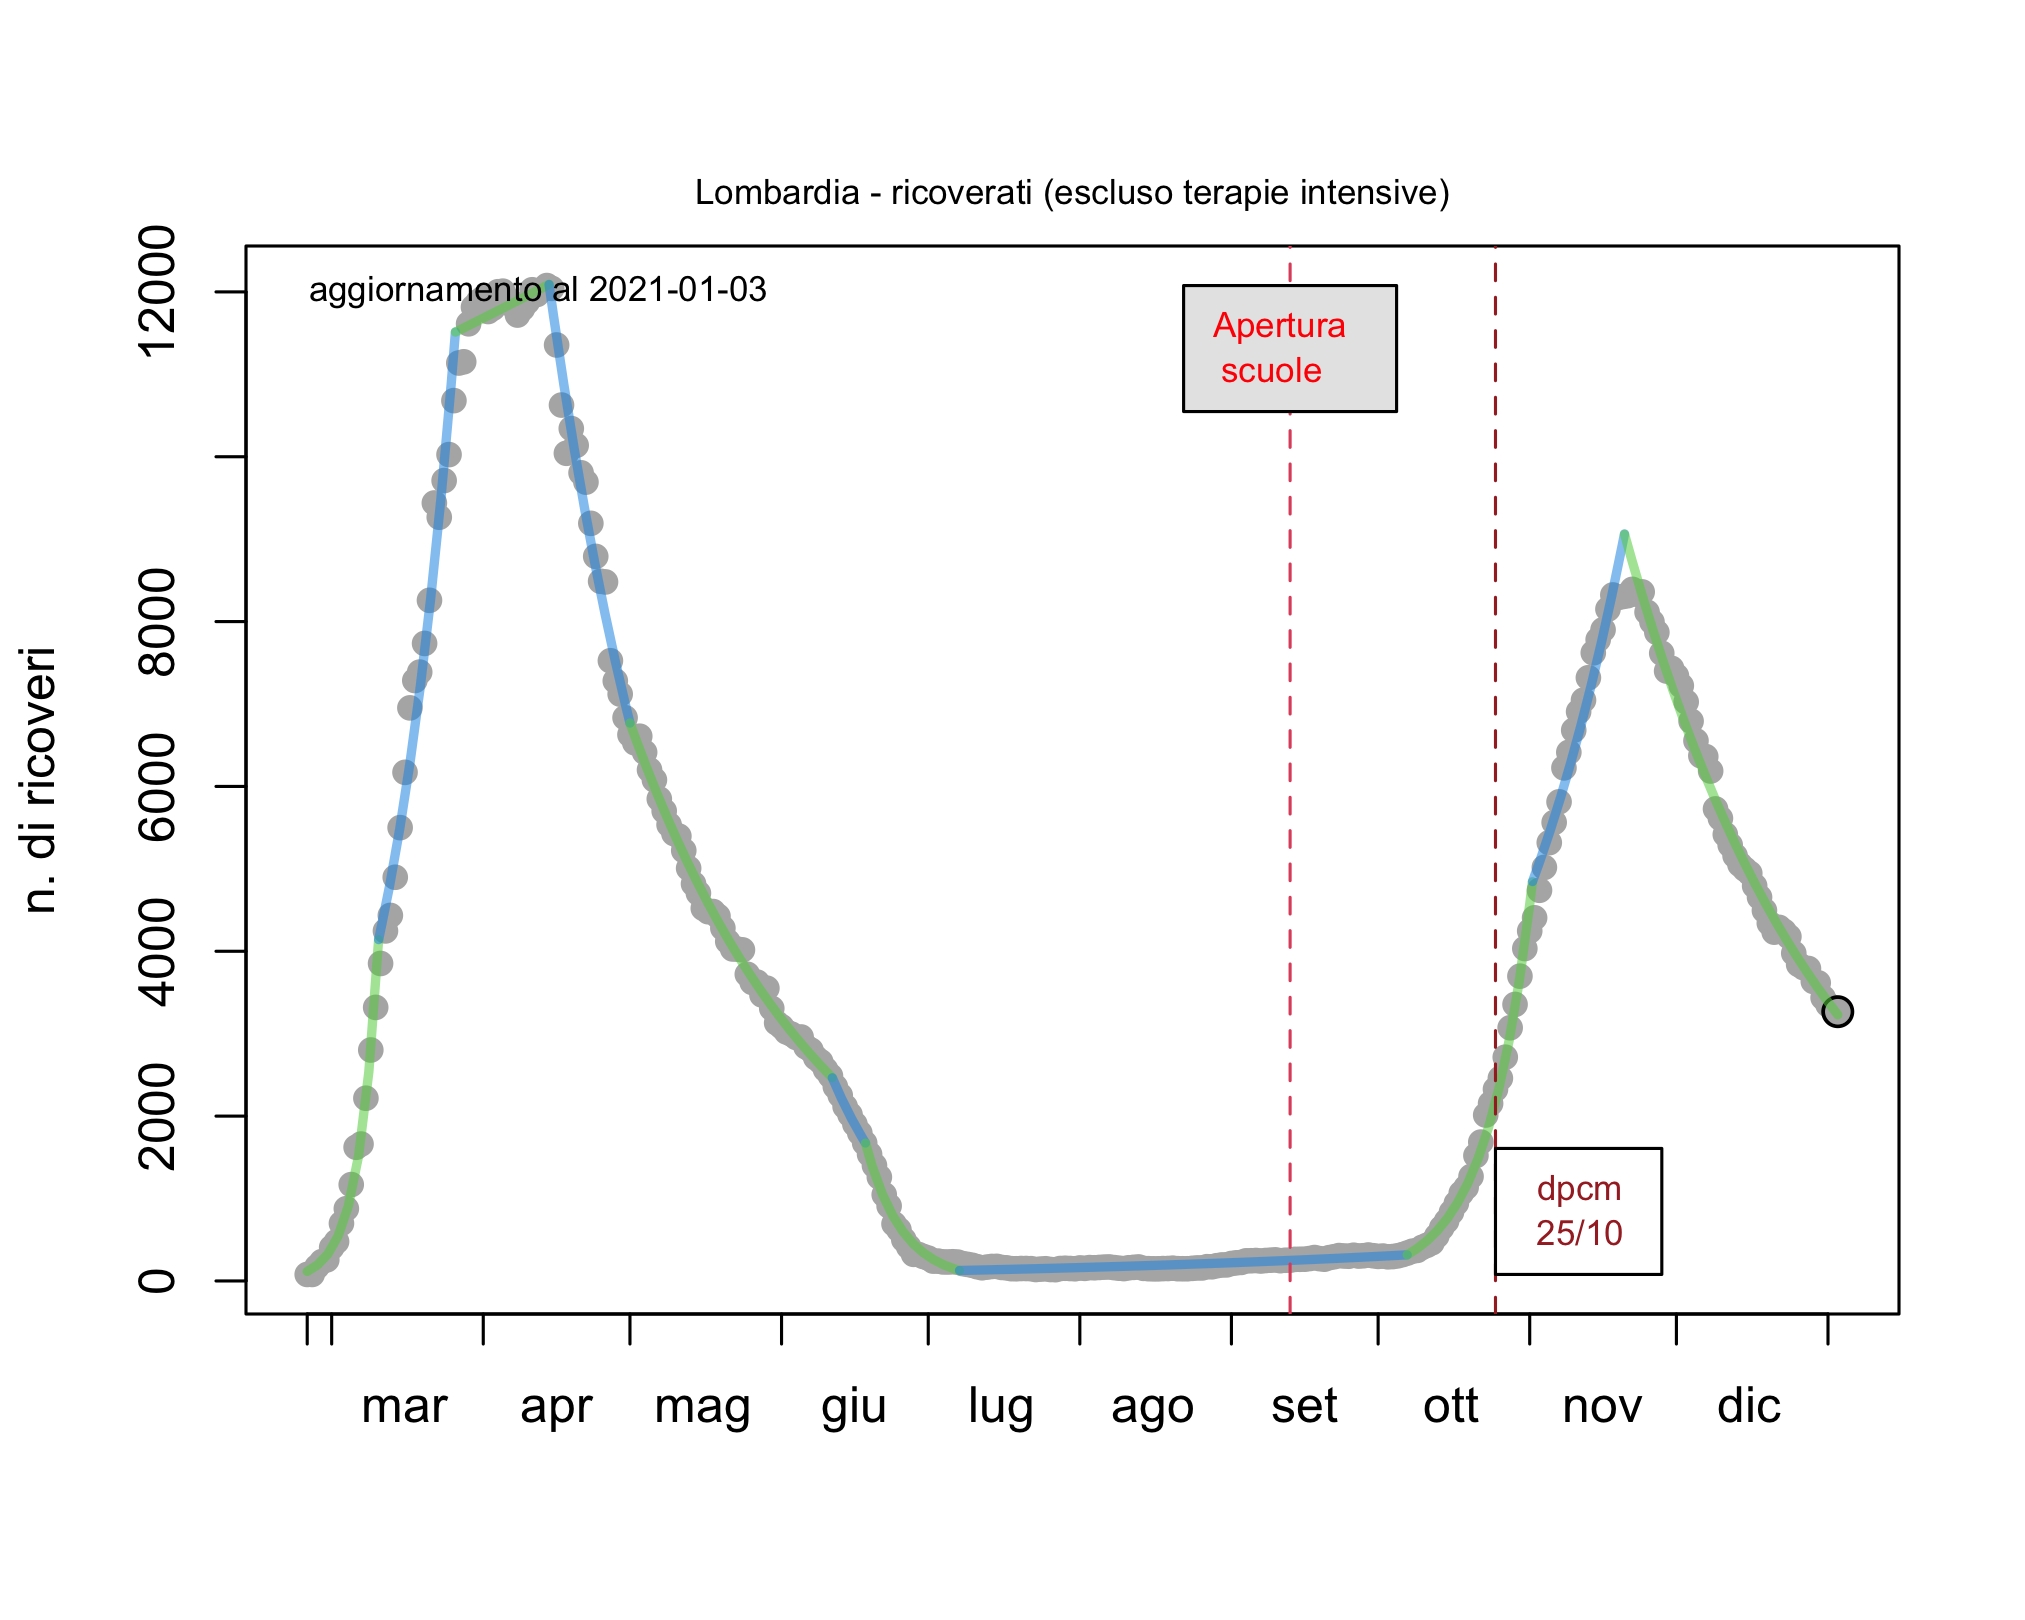 Lombardia - ricoverati (escluso terapie intensive)
aggiornamento al 2021-01-03
Apertura
scuole
dpcm
25/10
n. di ricoveri
12000
8000
6000
4000
2000
0
mar apr mag giu lug ago set ott nov dic